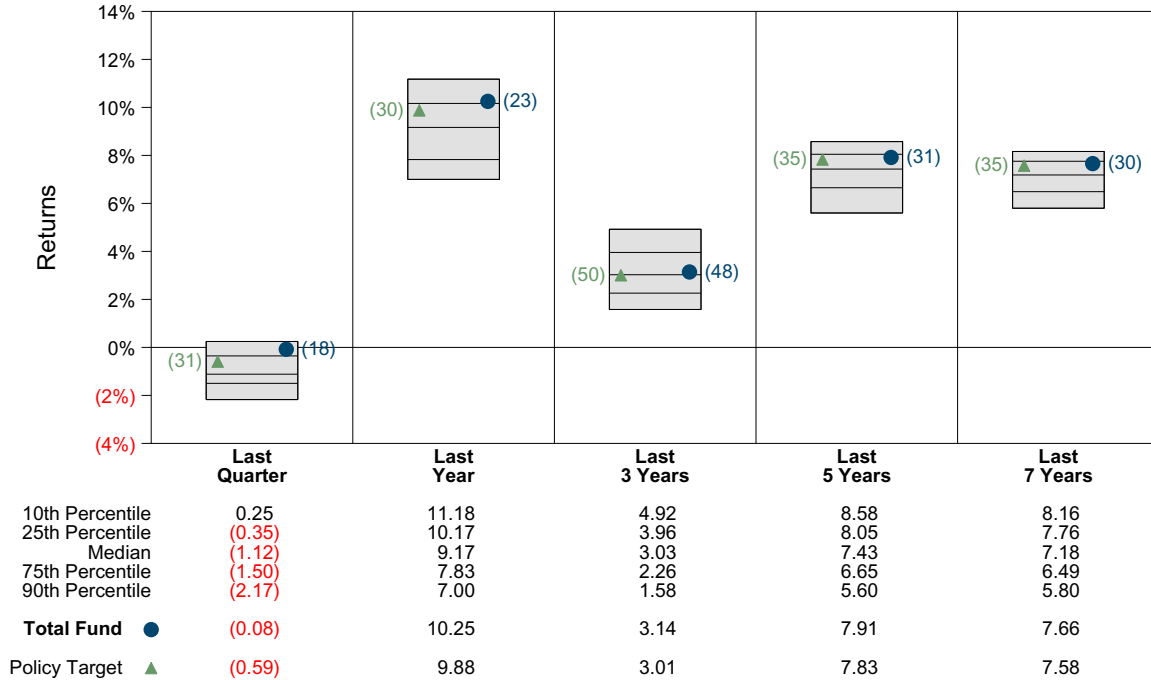 14%
12%
10%
8%
6%
4%
2%
0%
(2%)
(4%)
Returns
(31)
(18)
(30)
(23)
(50)
(48)
(35)
(31)
(35)
(30)
Last Quarter
Last Year
Last 3 Years
Last 5 Years
Last 7 Years
10th Percentile 0.25 11.18 4.92 8.58 8.16
25th Percentile (0.35) 10.17 3.96 8.05 7.76
Median (1.12) 9.17 3.03 7.43 7.18
75th Percentile (1.50) 7.83 2.26 6.65 6.49
90th Percentile (2.17) 7.00 1.58 5.60 5.80
Total Fund (0.08) 10.25 3.14 7.91 7.66
Policy Target (0.59) 9.88 3.01 7.83 7.58